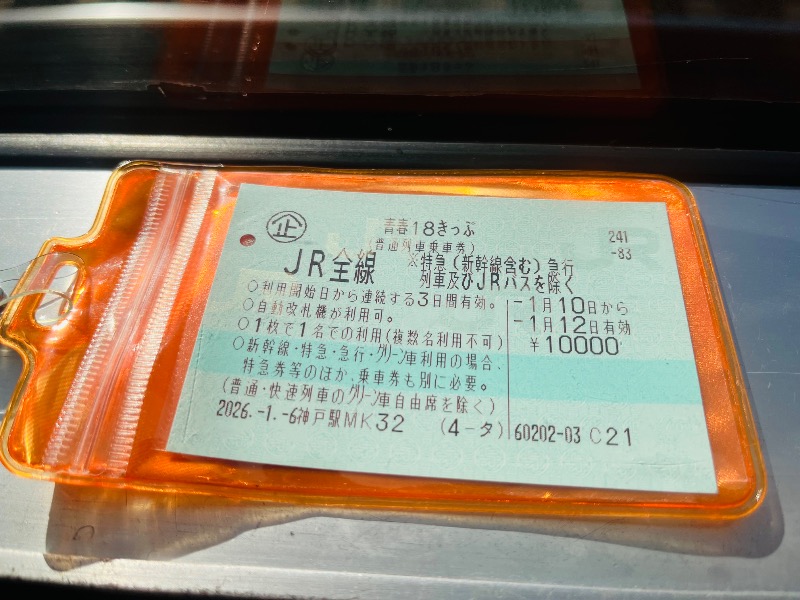 企 青春18きっぷ 241
(普通列車乗車券) -83
JR全線 ※特急(新幹線含む)急行
列車及びJRバスを除く
○利用開始日から連続する3日間有効。 -1月10日から
○自動改札機が利用可。 -1月12日有効
○1枚で1名での利用(複数名利用不可) ¥10000
○新幹線・特急・急行・グリーン車利用の場合、
特急券等のほか、乗車券も別に必要。
(普通・快速列車のグリーン車自由席を除く)
2026.-1.-6神戸駅MK32 (4-タ) 60202-03 C21